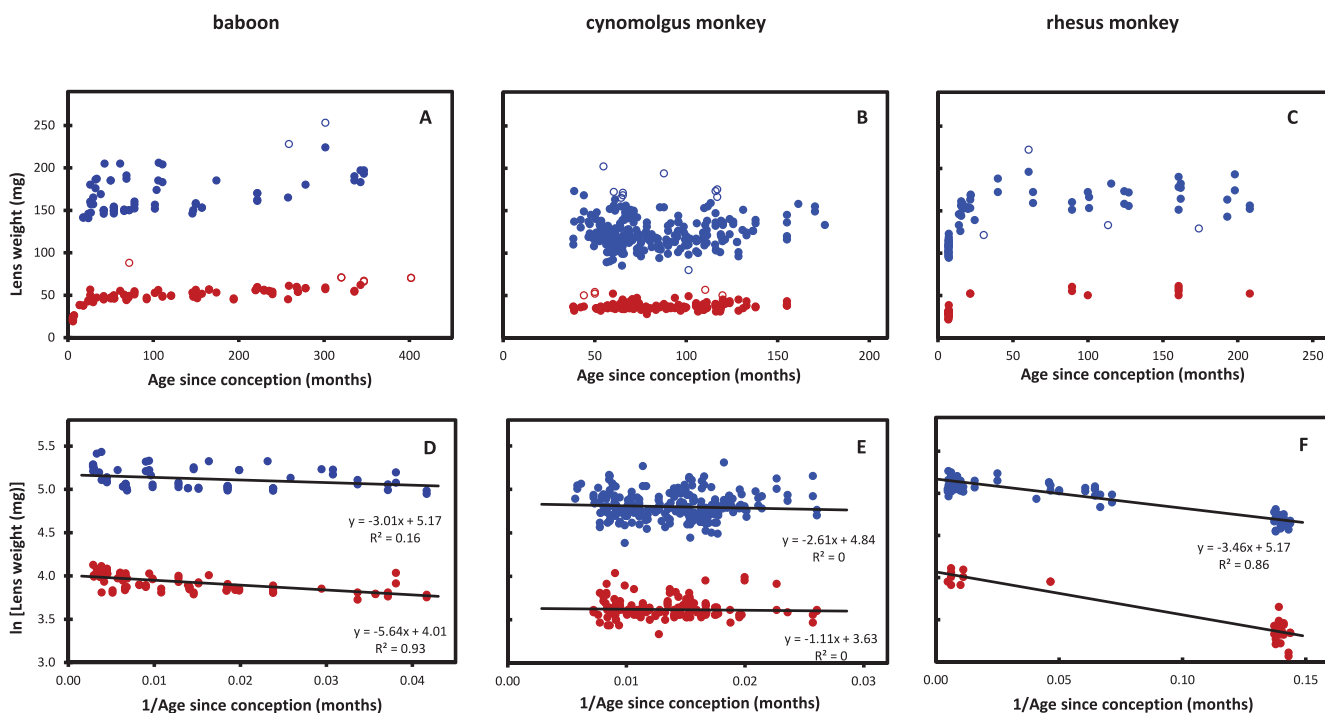 baboon cynomolgus monkey rhesus monkey
A B C
Lens weight (mg)
250
200
150
100
50
0
0 100 200 300 400
0 50 100 150 200
0 50 100 150 200 250
Age since conception (months) Age since conception (months) Age since conception (months)
D E F
ln [Lens weight (mg)]
5.5
5.0
4.5
4.0
3.5
3.0
y = -3.01x + 5.17
R² = 0.16
y = -5.64x + 4.01
R² = 0.93
y = -2.61x + 4.84
R² = 0
y = -1.11x + 3.63
R² = 0
y = -3.46x + 5.17
R² = 0.86
0.00 0.01 0.02 0.03 0.04
0.00 0.01 0.02 0.03
0.00 0.05 0.10 0.15
1/Age since conception (months) 1/Age since conception (months) 1/Age since conception (months)